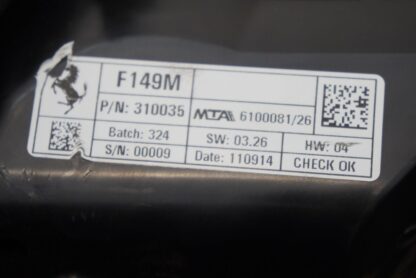 F149M
P/N: 310035 MTA 6100081/26
Batch: 324 SW: 03.26 HW: 04
S/N: 00009 Date: 110914 CHECK OK